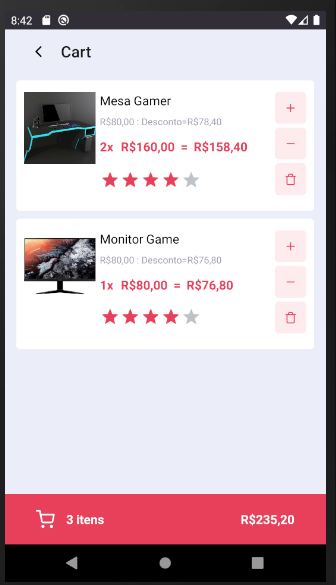 8:42
Cart
Mesa Gamer
R$80,00 : Desconto=R$78,40
2x R$160,00 = R$158,40
Monitor Game
R$80,00 : Desconto=R$76,80
1x R$80,00 = R$76,80
3 itens R$235,20